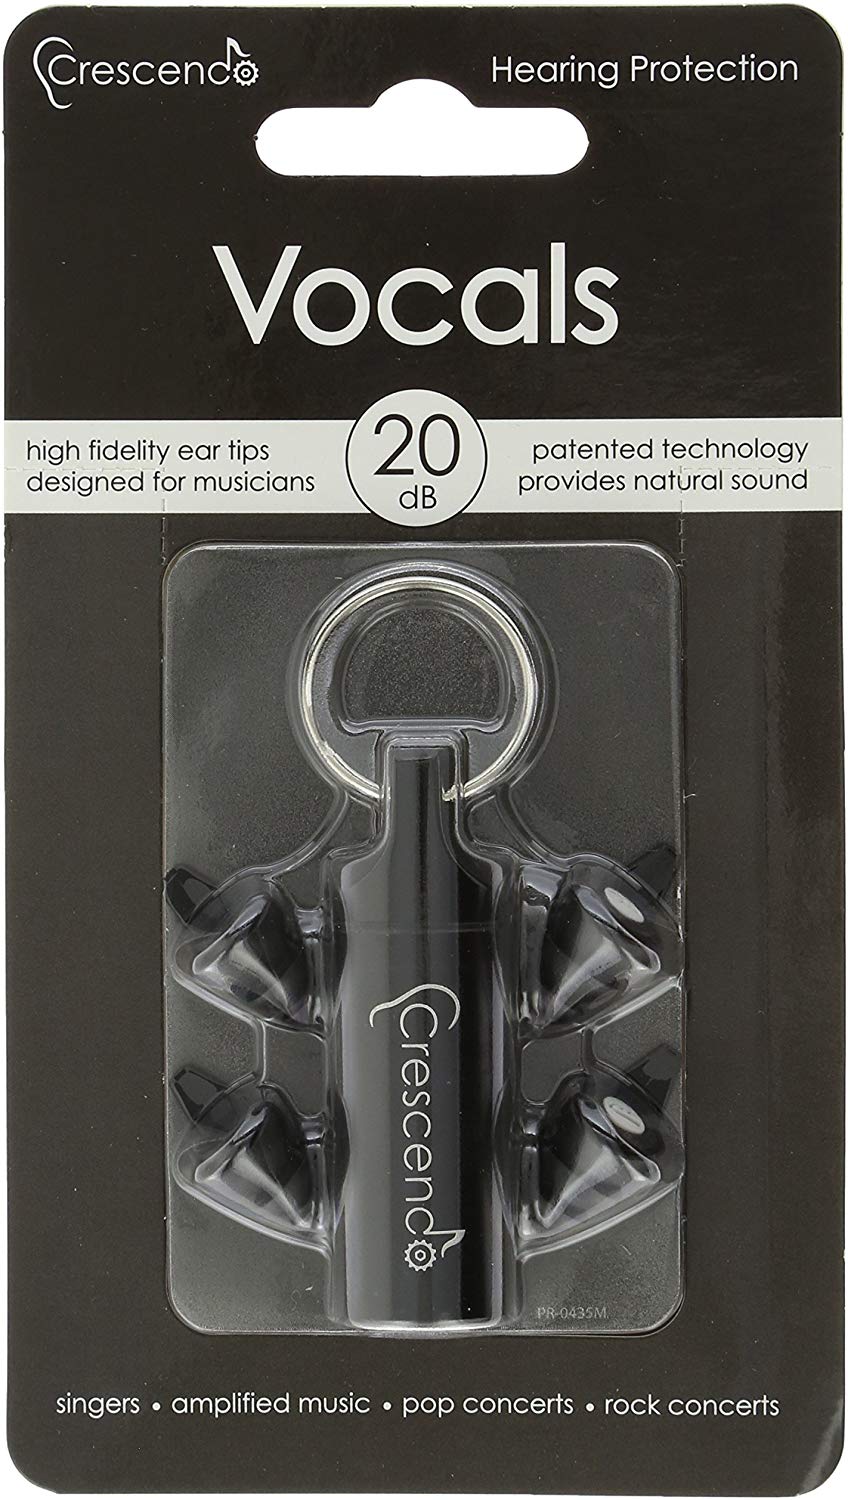 Crescendo
Hearing Protection
Vocals
high fidelity ear tips
designed for musicians
20
dB
patented technology
provides natural sound
Crescendo
PR-0435M
singers • amplified music • pop concerts • rock concerts